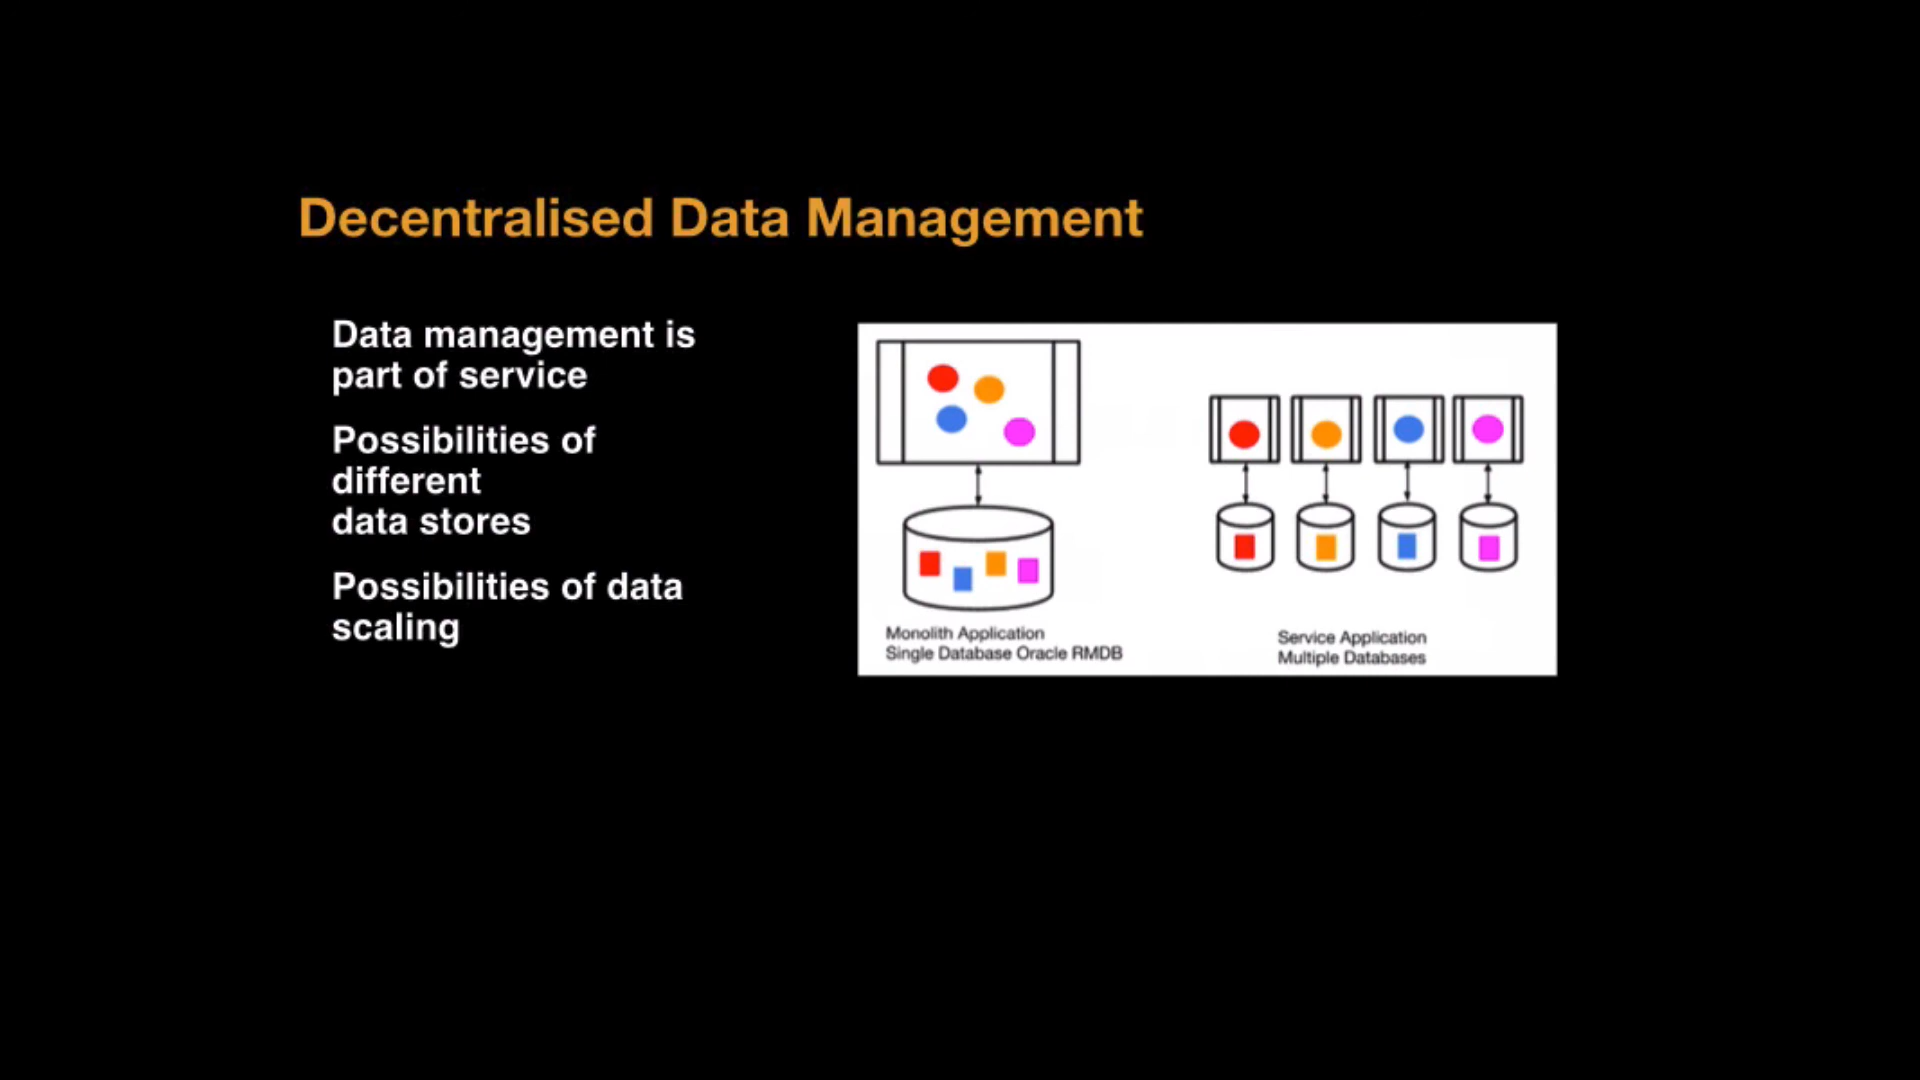 Decentralised Data Management
Data management is
part of service
Possibilities of
different
data stores
Possibilities of data
scaling
Monolith Application
Single Database Oracle RMDB
Service Application
Multiple Databases